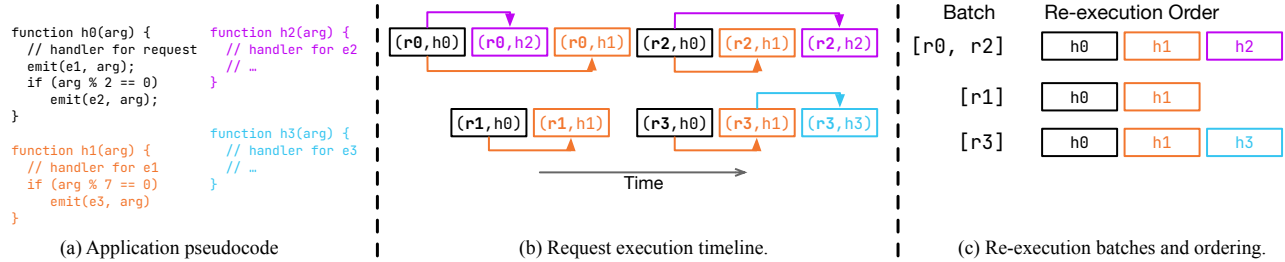 function h0(arg) {
  // handler for request
  emit(e1, arg);
  if (arg % 2 == 0)
     emit(e2, arg);
}
function h2(arg) {
  // handler for e2
  // …
}
function h1(arg) {
  // handler for e1
  if (arg % 7 == 0)
     emit(e3, arg)
}
function h3(arg) {
  // handler for e3
  // …
}
(a) Application pseudocode
(r0,h0) (r0,h2) (r0,h1) (r2,h0) (r2,h1) (r2,h2)
(r1,h0) (r1,h1) (r3,h0) (r3,h1) (r3,h3)
Time
(b) Request execution timeline.
Batch Re-execution Order
[r0, r2] h0 h1 h2
[r1] h0 h1
[r3] h0 h1 h3
(c) Re-execution batches and ordering.